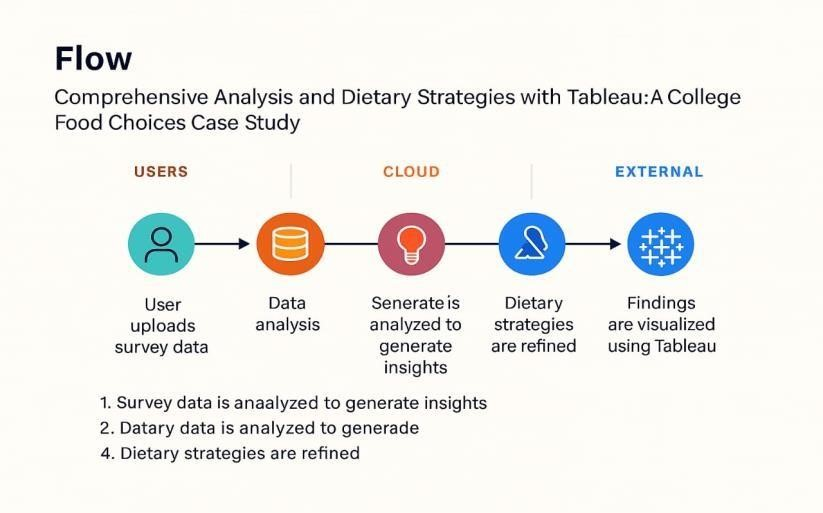 Flow
Comprehensive Analysis and Dietary Strategies with Tableau:A College
Food Choices Case Study
USERS
CLOUD
EXTERNAL
User
uploads
survey data
Data
analysis
Senerate is
analyzed to
generate
insights
Dietary
strategies
are refined
Findings
are visualized
using Tableau
1. Survey data is anaalyzed to generate insights
2. Datary data is analyzed to generade
4. Dietary strategies are refined